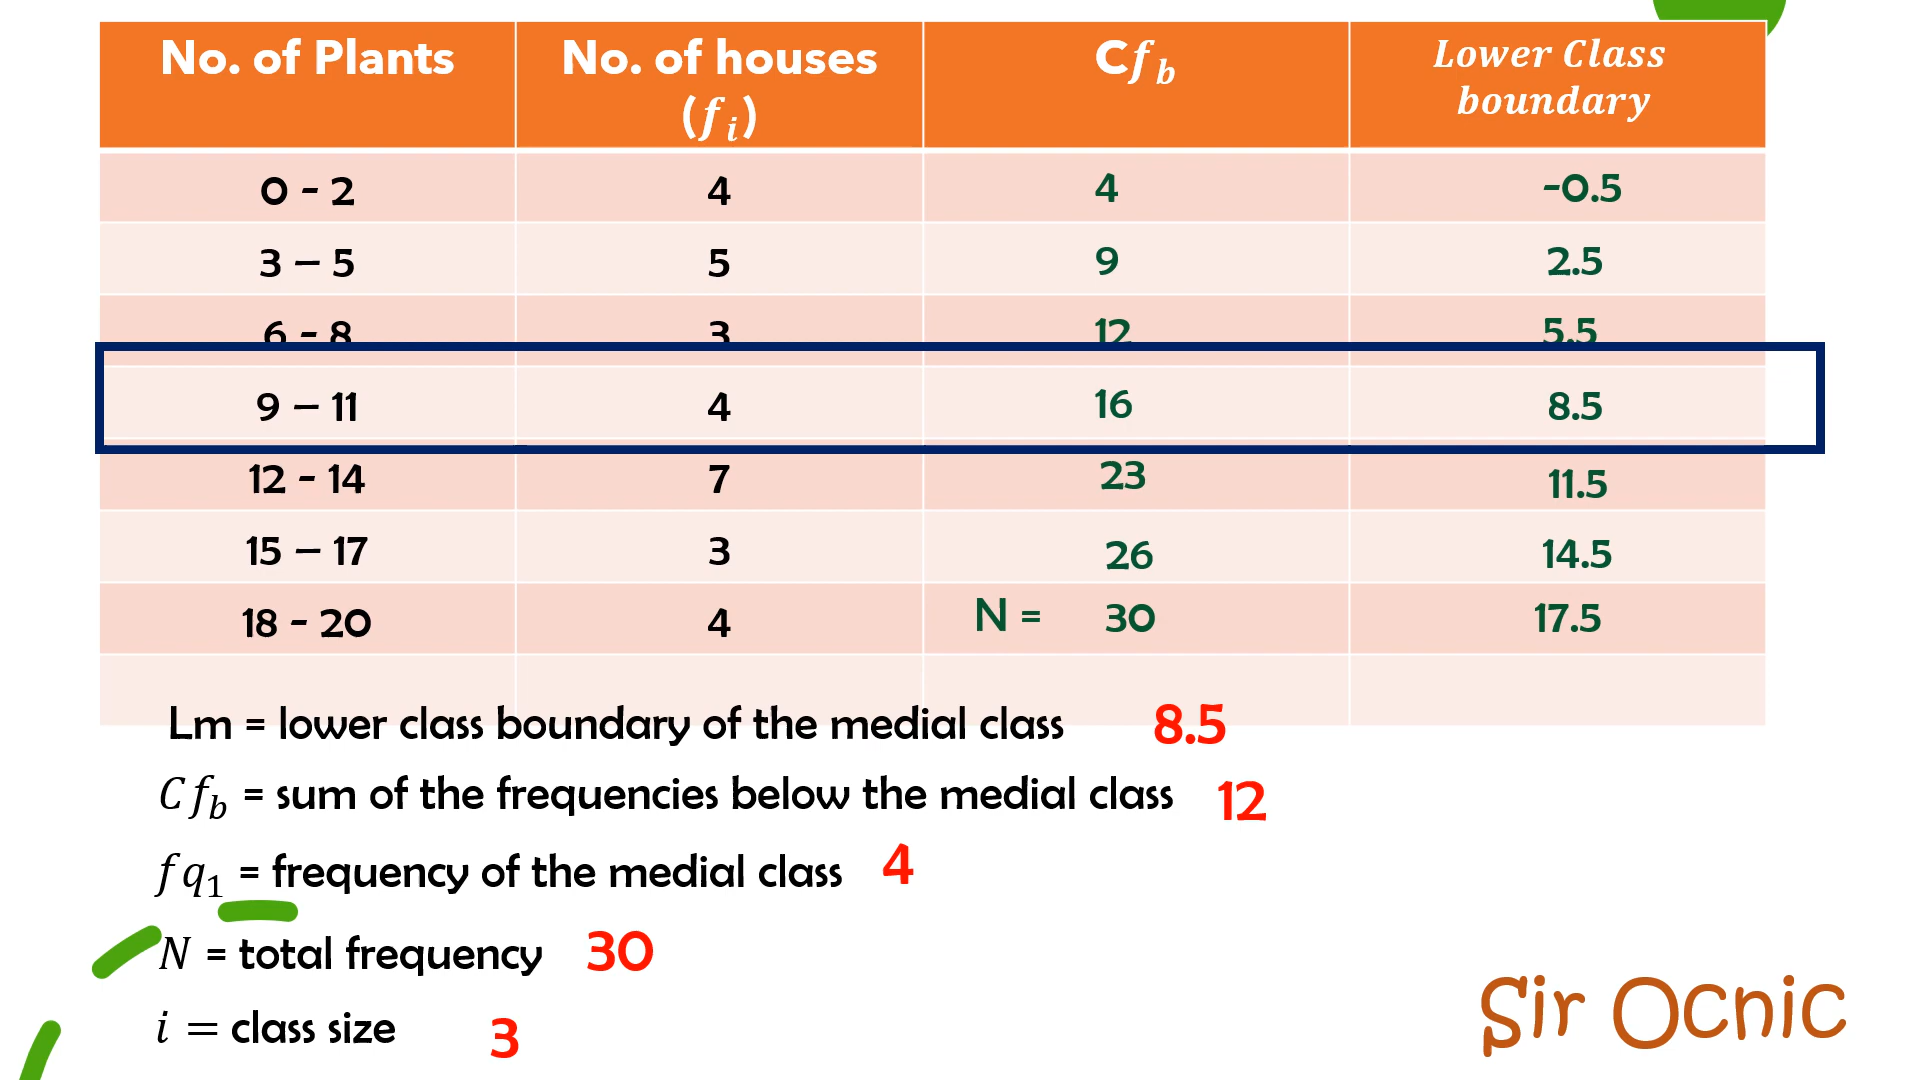 No. of Plants No. of houses (𝒇ᵢ) C𝒇_b Lower Class boundary
0 - 2 4 4 -0.5
3 – 5 5 9 2.5
6 - 8 3 12 5.5
9 – 11 4 16 8.5
12 - 14 7 23 11.5
15 – 17 3 26 14.5
18 - 20 4 N = 30 17.5
Lm = lower class boundary of the medial class 8.5
Cf_b = sum of the frequencies below the medial class 12
fq₁ = frequency of the medial class 4
N = total frequency 30
i = class size 3
Sir Ocnic